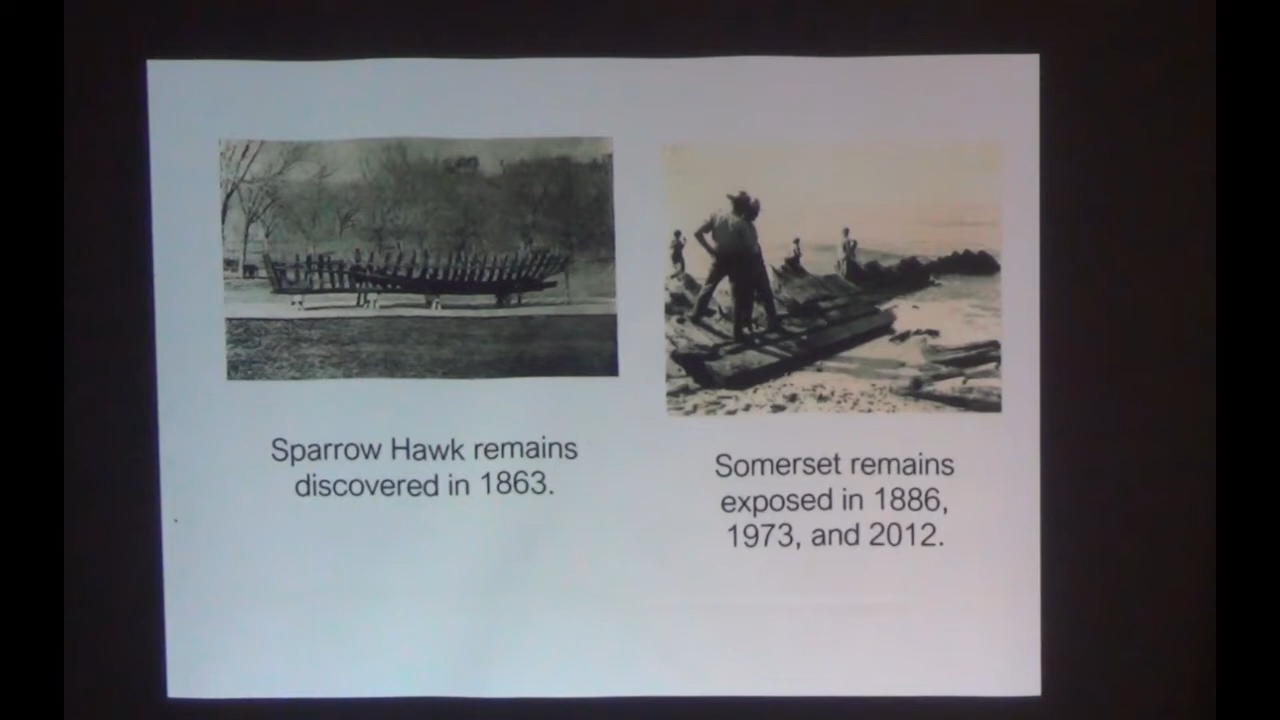 Sparrow Hawk remains
discovered in 1863.
Somerset remains
exposed in 1886,
1973, and 2012.